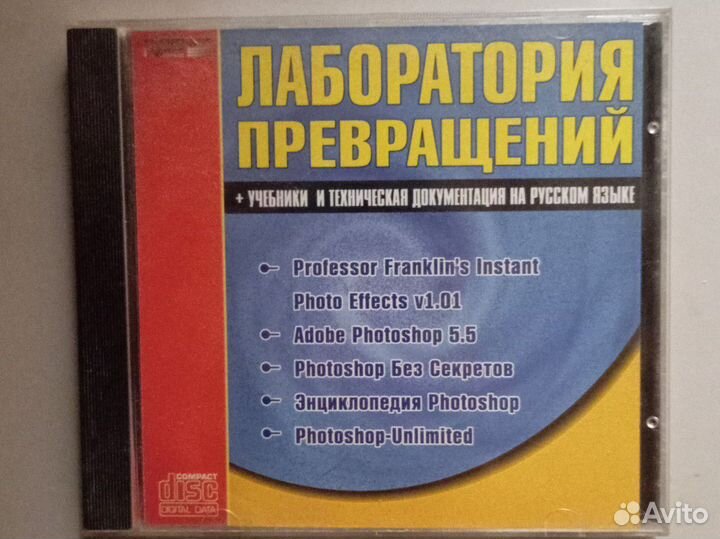 ЛАБОРАТОРИЯ
ПРЕВРАЩЕНИЙ
+ УЧЕБНИКИ И ТЕХНИЧЕСКАЯ ДОКУМЕНТАЦИЯ НА РУССКОМ ЯЗЫКЕ
Professor Franklin's Instant
Photo Effects v1.01
Adobe Photoshop 5.5
Photoshop Без Секретов
Энциклопедия Photoshop
Photoshop-Unlimited
COMPACT
disc
DIGITAL DATA
Avito